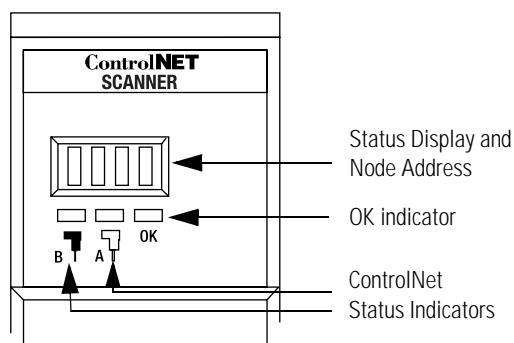 ControlNET
SCANNER
Status Display and
Node Address
OK indicator
B
A
OK
ControlNet
Status Indicators